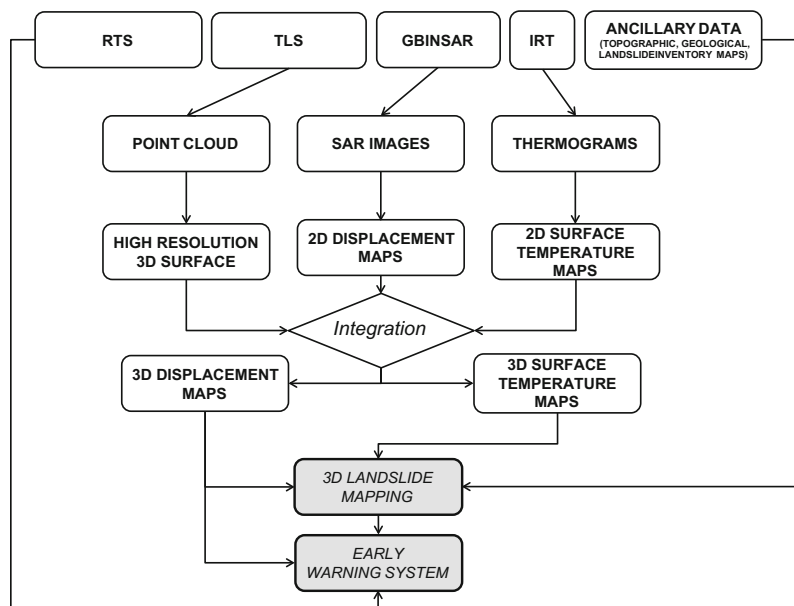 RTS
TLS
GBINSAR
IRT
ANCILLARY DATA
(TOPOGRAPHIC, GEOLOGICAL,
LANDSLIDEINVENTORY MAPS)
POINT CLOUD
SAR IMAGES
THERMOGRAMS
HIGH RESOLUTION
3D SURFACE
2D DISPLACEMENT
MAPS
2D SURFACE
TEMPERATURE
MAPS
Integration
3D DISPLACEMENT
MAPS
3D SURFACE
TEMPERATURE
MAPS
3D LANDSLIDE
MAPPING
EARLY
WARNING SYSTEM